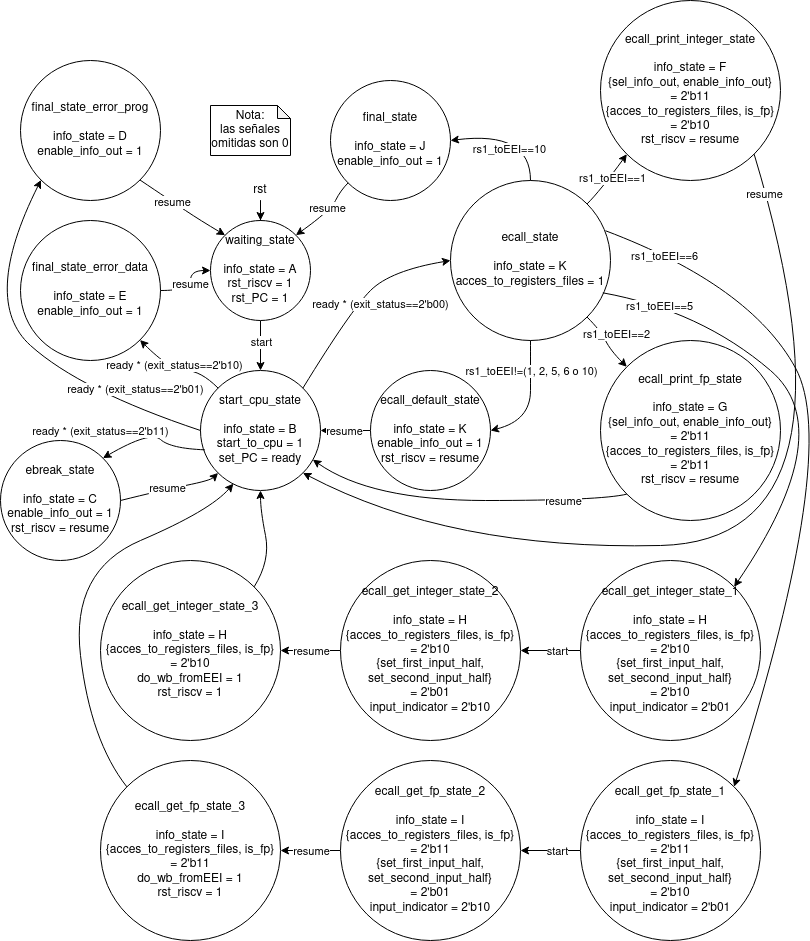 ecall_print_integer_state
info_state = F
{sel_info_out, enable_info_out}
= 2'b11
{acces_to_registers_files, is_fp}
= 2'b10
rst_riscv = resume
final_state_error_prog
info_state = D
enable_info_out = 1
Nota:
las señales
omitidas son 0
final_state
info_state = J
enable_info_out = 1
rs1_toEEI==10
rs1_toEEI==1
resume
rst
resume
resume
waiting_state
info_state = A
rst_riscv = 1
rst_PC = 1
ecall_state
info_state = K
acces_to_registers_files = 1
rs1_toEEI==6
final_state_error_data
info_state = E
enable_info_out = 1
resume
ready * (exit_status==2'b00)
rs1_toEEI==5
rs1_toEEI==2
start
ready * (exit_status==2'b10)
rs1_toEEI!=(1, 2, 5, 6 o 10)
ready * (exit_status==2'b01)
start_cpu_state
info_state = B
start_to_cpu = 1
set_PC = ready
resume
ecall_default_state
info_state = K
enable_info_out = 1
rst_riscv = resume
ecall_print_fp_state
info_state = G
{sel_info_out, enable_info_out}
= 2'b11
{acces_to_registers_files, is_fp}
= 2'b11
rst_riscv = resume
ready * (exit_status==2'b11)
ebreak_state
info_state = C
enable_info_out = 1
rst_riscv = resume
resume
resume
ecall_get_integer_state_3
info_state = H
{acces_to_registers_files, is_fp}
= 2'b10
do_wb_fromEEI = 1
rst_riscv = 1
resume
ecall_get_integer_state_2
info_state = H
{acces_to_registers_files, is_fp}
= 2'b10
{set_first_input_half,
set_second_input_half}
= 2'b01
input_indicator = 2'b10
start
ecall_get_integer_state_1
info_state = H
{acces_to_registers_files, is_fp}
= 2'b10
{set_first_input_half,
set_second_input_half}
= 2'b10
input_indicator = 2'b01
ecall_get_fp_state_3
info_state = I
{acces_to_registers_files, is_fp}
= 2'b11
do_wb_fromEEI = 1
rst_riscv = 1
resume
ecall_get_fp_state_2
info_state = I
{acces_to_registers_files, is_fp}
= 2'b11
{set_first_input_half,
set_second_input_half}
= 2'b01
input_indicator = 2'b10
start
ecall_get_fp_state_1
info_state = I
{acces_to_registers_files, is_fp}
= 2'b11
{set_first_input_half,
set_second_input_half}
= 2'b10
input_indicator = 2'b01